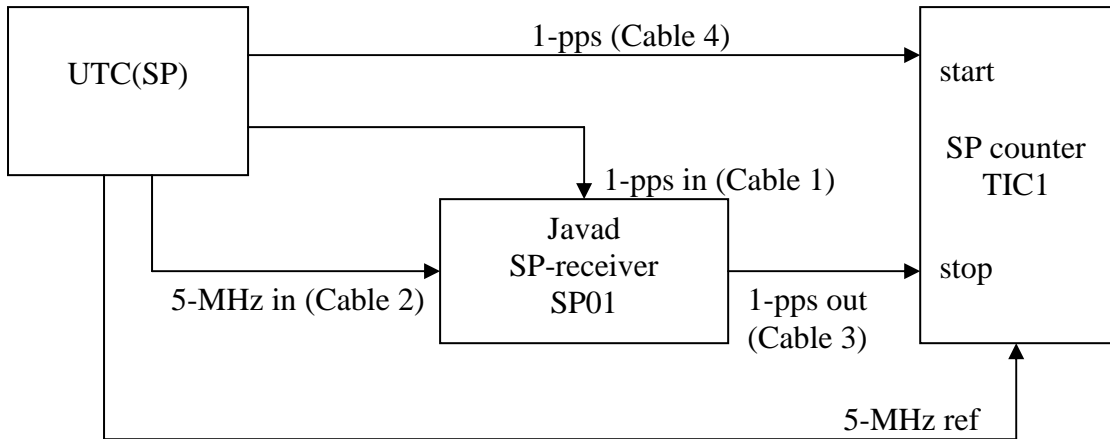 1-pps (Cable 4)
UTC(SP)
start
SP counter
TIC1
1-pps in (Cable 1)
Javad
SP-receiver
SP01
stop
5-MHz in (Cable 2)
1-pps out
(Cable 3)
5-MHz ref